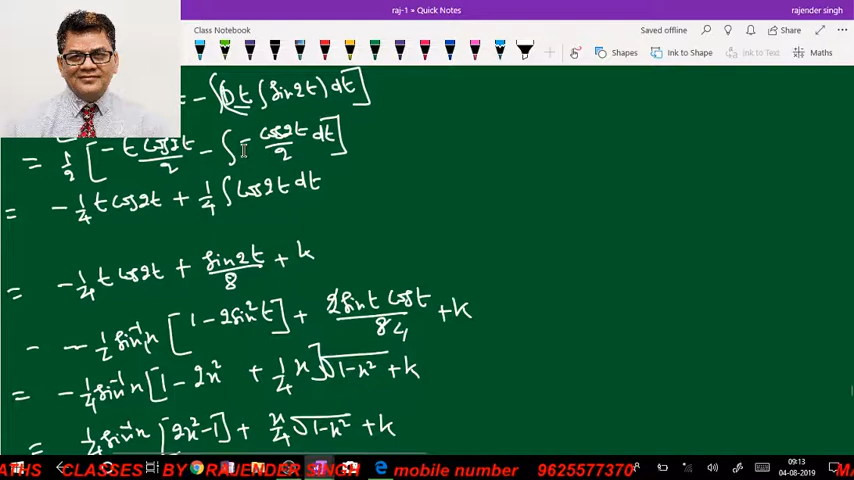 raj-1 » Quick Notes
rajender singh
Class Notebook
Saved offline
Share
Shapes
Ink to Shape
Ink to Text
Maths
= - ∫(Dt ∫sin2t) dt]
= 1/2 [- t cos2t/2 - ∫ - cos2t/2 dt]
= - 1/4 t cos2t + 1/4 ∫ cos2t dt
= - 1/4 t cos2t + sin2t/8 + k
- - 1/2 sin⁻¹x [1 - 2sin²t] + 2sint cost/84 + k
= - 1/4 sin⁻¹x [1 - 2x² + 1/4 x] √1-x² + k
= 1/4 sin⁻¹x [2x²-1] + x/4 √1-x² + k
09:13
04-08-2019
ATHS CLASSES BY RAJENDER SINGH mobile number 9625577370 MA